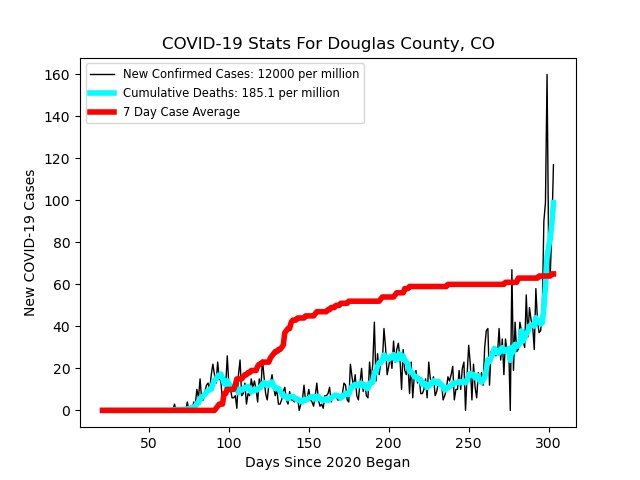 COVID-19 Stats For Douglas County, CO
New Confirmed Cases: 12000 per million
Cumulative Deaths: 185.1 per million
7 Day Case Average
160
140
120
100
80
60
40
20
0
New COVID-19 Cases
50 100 150 200 250 300
Days Since 2020 Began